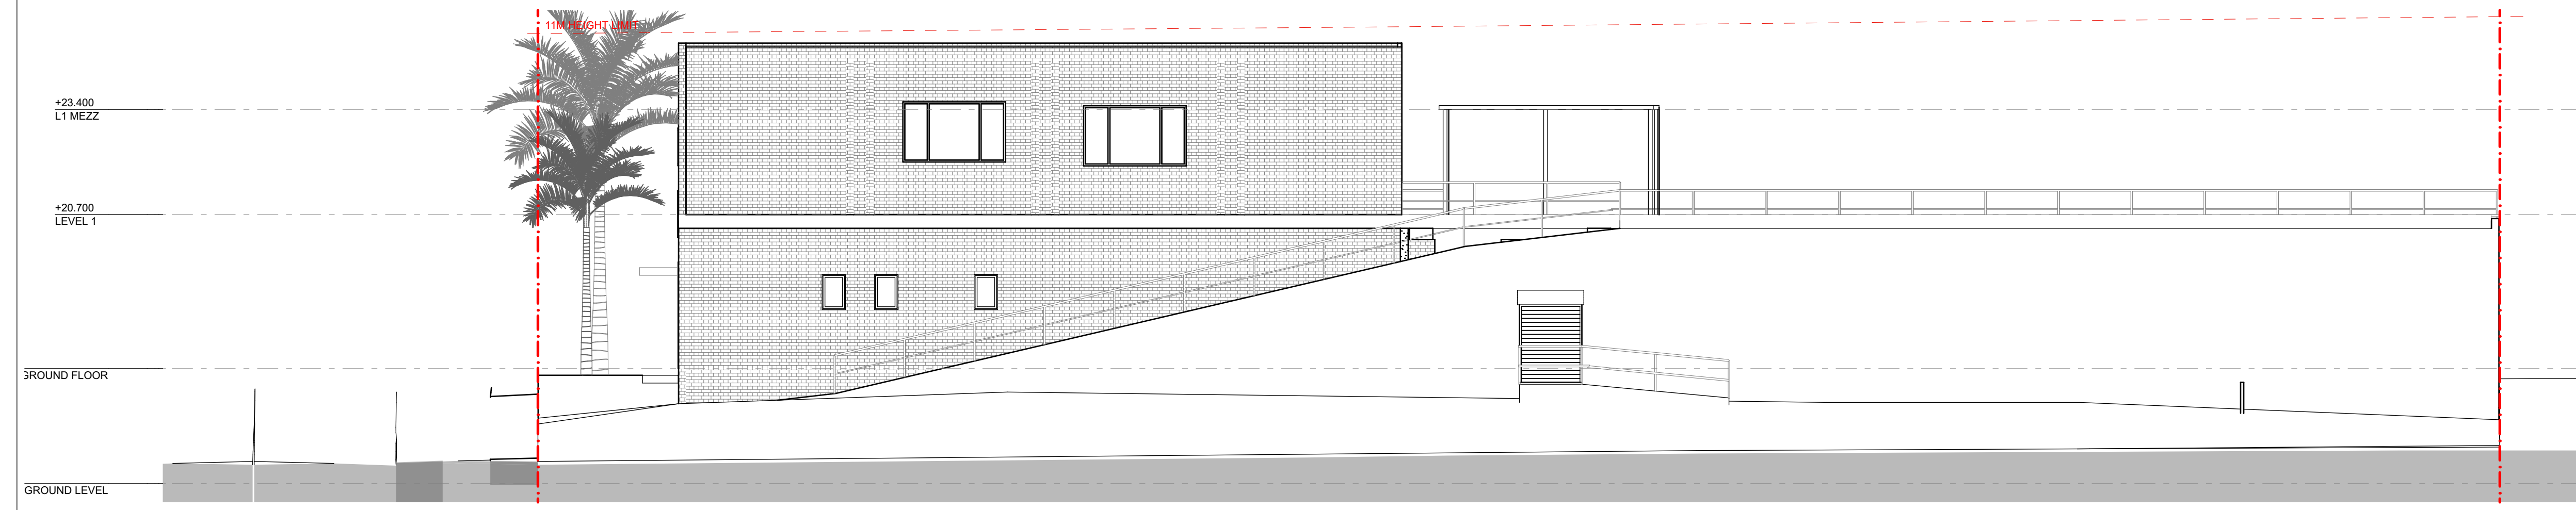 11M HEIGHT LIMIT
+23.400
L1 MEZZ
+20.700
LEVEL 1
GROUND FLOOR
GROUND LEVEL